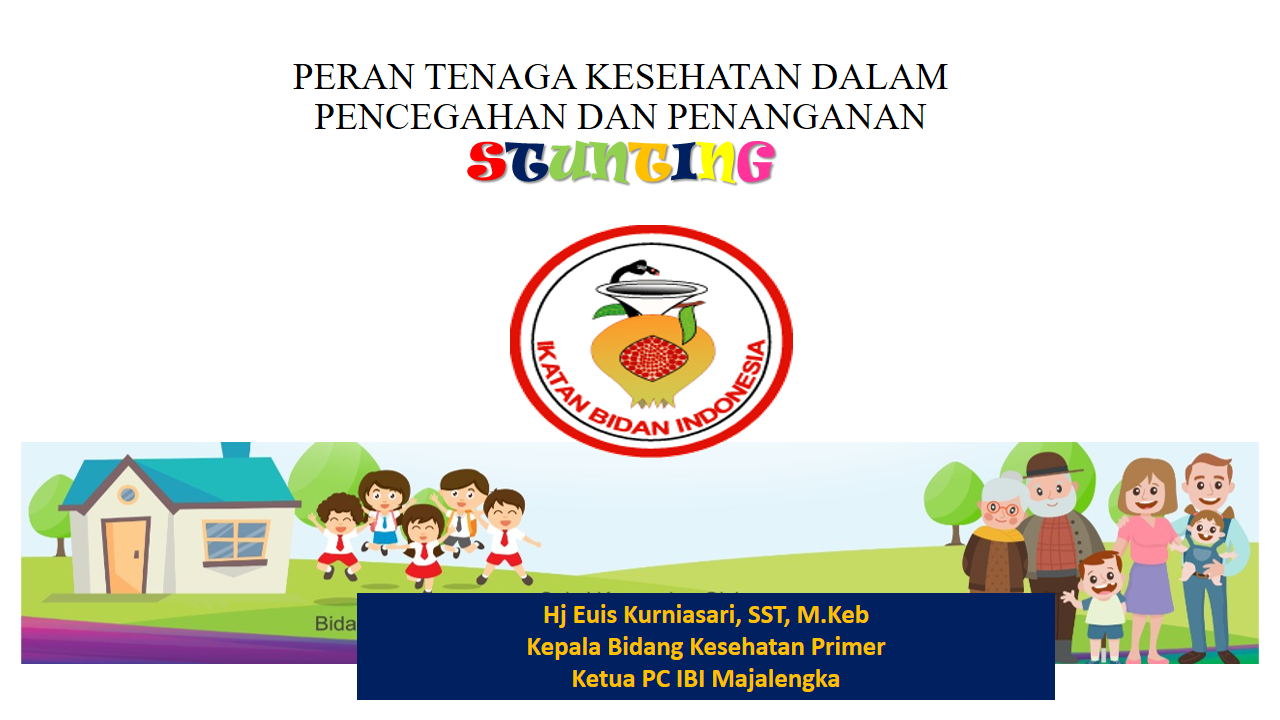 PERAN TENAGA KESEHATAN DALAM
PENCEGAHAN DAN PENANGANAN
STUNTING
IKATAN BIDAN INDONESIA
Bida
Hj Euis Kurniasari, SST, M.Keb
Kepala Bidang Kesehatan Primer
Ketua PC IBI Majalengka